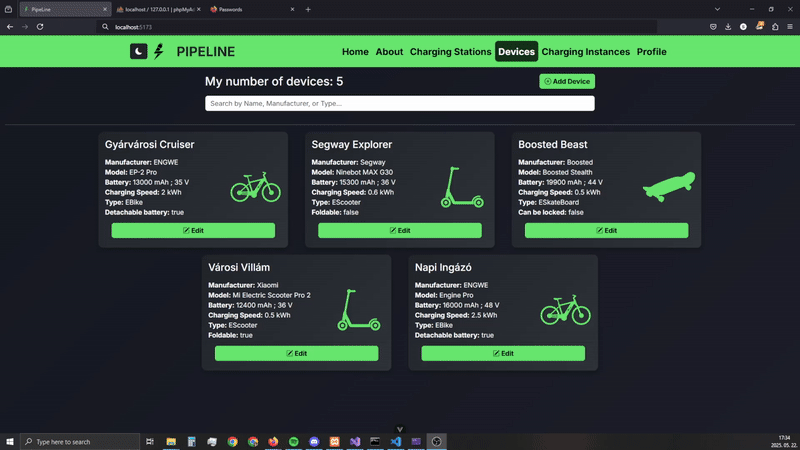 PipeLine
localhost / 127.0.0.1 | phpMyAd
Passwords
localhost:5173
PIPELINE
Home About Charging Stations Devices Charging Instances Profile
My number of devices: 5
Add Device
Search by Name, Manufacturer, or Type...
Gyárvárosi Cruiser
Manufacturer: ENGWE
Model: EP-2 Pro
Battery: 13000 mAh ; 35 V
Charging Speed: 2 kWh
Type: EBike
Detachable battery: true
Edit
Segway Explorer
Manufacturer: Segway
Model: Ninebot MAX G30
Battery: 15300 mAh ; 36 V
Charging Speed: 0.6 kWh
Type: EScooter
Foldable: false
Edit
Boosted Beast
Manufacturer: Boosted
Model: Boosted Stealth
Battery: 19900 mAh ; 44 V
Charging Speed: 0.5 kWh
Type: ESkateBoard
Can be locked: false
Edit
Városi Villám
Manufacturer: Xiaomi
Model: Mi Electric Scooter Pro 2
Battery: 12400 mAh ; 36 V
Charging Speed: 0.5 kWh
Type: EScooter
Foldable: true
Edit
Napi Ingázó
Manufacturer: ENGWE
Model: Engine Pro
Battery: 16000 mAh ; 48 V
Charging Speed: 2.5 kWh
Type: EBike
Detachable battery: true
Edit
Type here to search
17:34
2025. 05. 22.